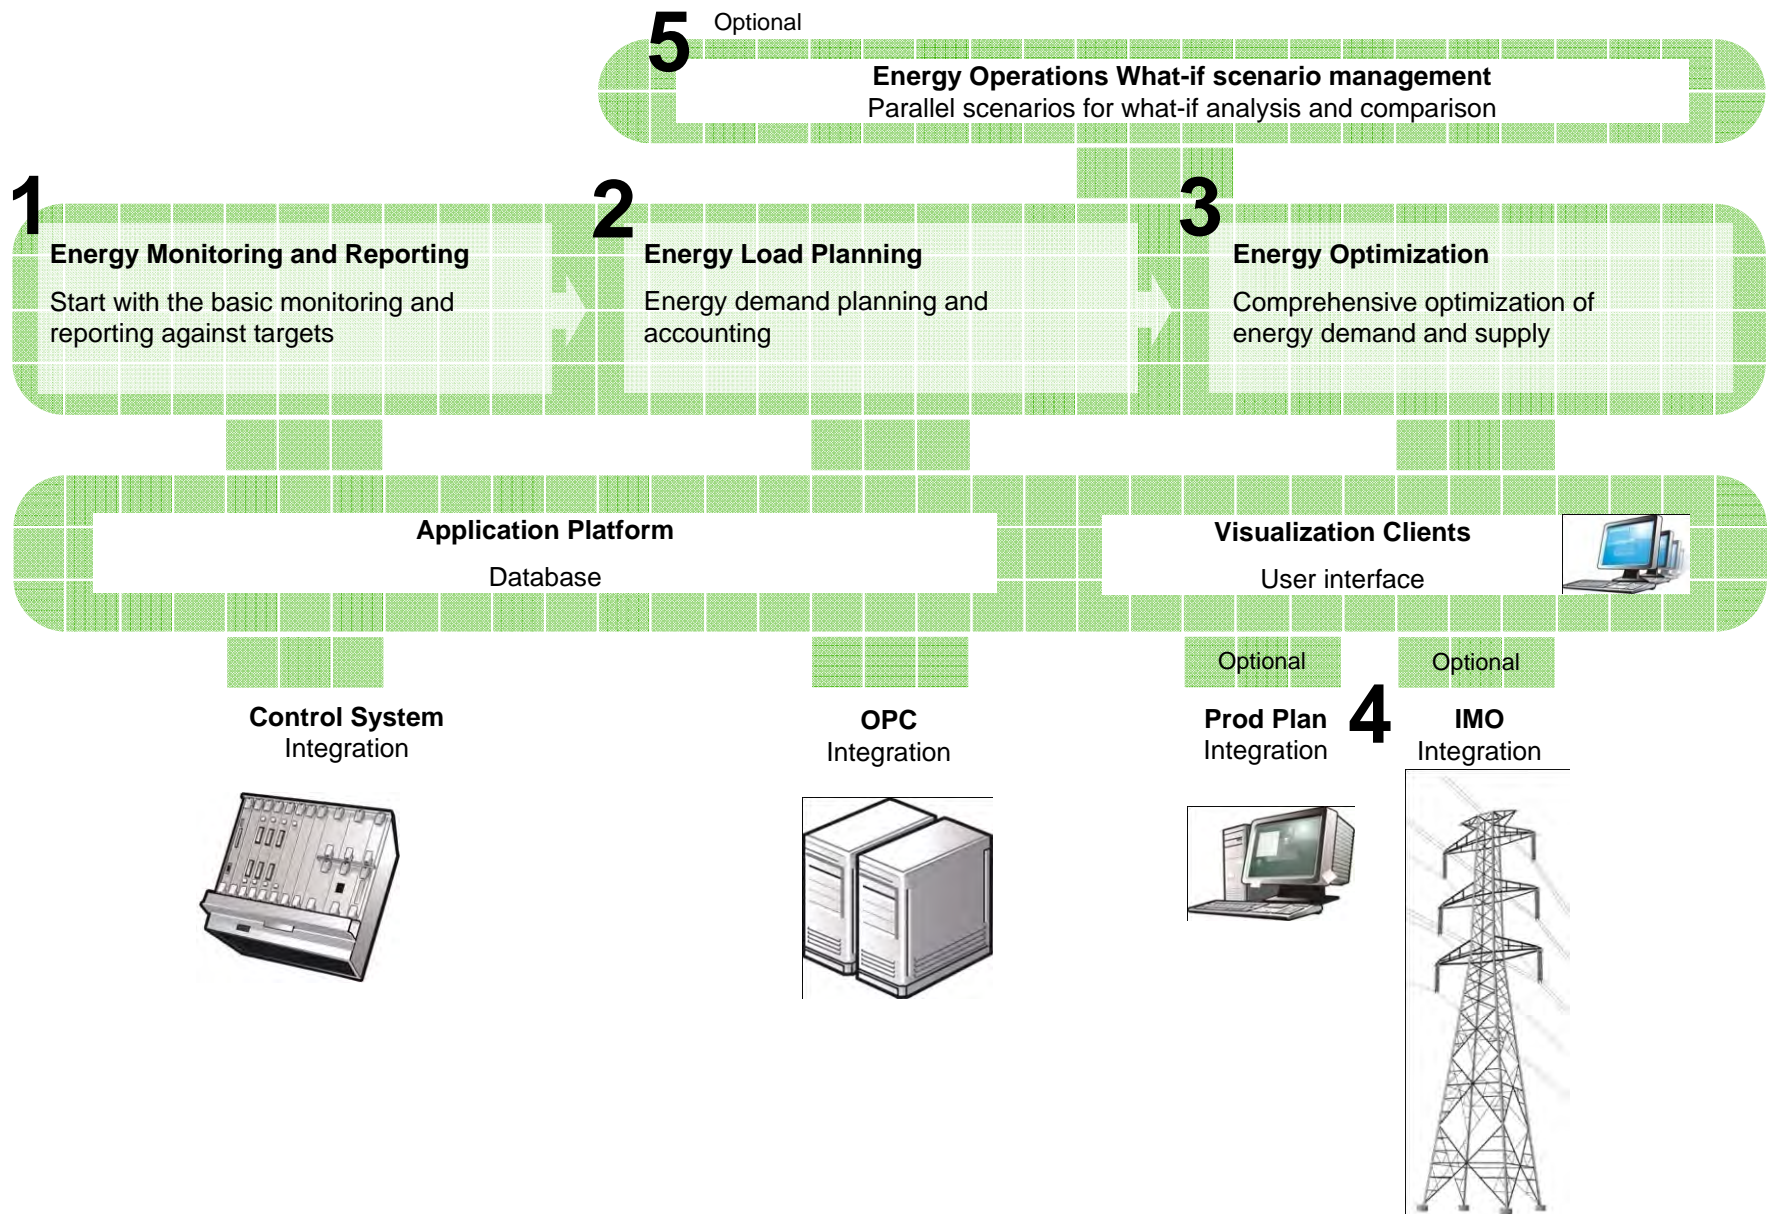 5
Optional
Energy Operations What-if scenario management
Parallel scenarios for what-if analysis and comparison
1
Energy Monitoring and Reporting
Start with the basic monitoring and
reporting against targets
2
Energy Load Planning
Energy demand planning and
accounting
3
Energy Optimization
Comprehensive optimization of
energy demand and supply
Application Platform
Database
Visualization Clients
User interface
Control System
Integration
OPC
Integration
Optional
Prod Plan
Integration
4
Optional
IMO
Integration